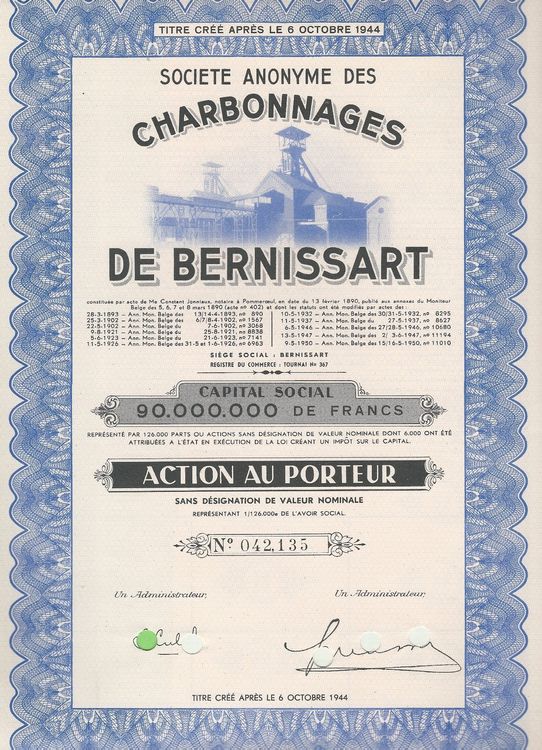 TITRE CRÉÉ APRÈS LE 6 OCTOBRE 1944
SOCIETE ANONYME DES
CHARBONNAGES
DE BERNISSART
constituée par acte de Me Constant Jonniaux, notaire à Pommerœul, en date du 13 février 1890, publié aux annexes du Moniteur
Belge des 5, 6, 7 et 8 mars 1890 (acte nº 402) et dont les statuts ont été modifiés par actes des :
28-3-1893 — Ann. Mon. Belge des 13/14-4-1893, nº 890
25-3-1902 — Ann. Mon. Belge des 6/7/8-4-1902, nº 1567
22-5-1902 — Ann. Mon. Belge du 7-6-1902, nº 3068
9-8-1921 — Ann. Mon. Belge du 25-8-1921, nº 8838
5-6-1923 — Ann. Mon. Belge du 21-6-1923, nº 7141
11-5-1926 — Ann. Mon. Belge des 31-5 et 1-6-1926, nº 6963
10-5-1932 — Ann. Mon. Belge des 30/31-5-1932, nº 8295
11-5-1937 — Ann. Mon. Belge du 27-5-1937, nº 8627
6-5-1946 — Ann. Mon. Belge des 27/28-5-1946, nº 10680
13-5-1947 — Ann. Mon. Belge des 2/ 3-6-1947, nº 11194
9-5-1950 — Ann. Mon. Belge des 15/16-5-1950, nº 11010
SIÈGE SOCIAL : BERNISSART
REGISTRE DU COMMERCE : TOURNAI Nº 367
CAPITAL SOCIAL
90.000.000 DE FRANCS
REPRÉSENTÉ PAR 126.000 PARTS OU ACTIONS SANS DÉSIGNATION DE VALEUR NOMINALE DONT 6.000 ONT ÉTÉ
ATTRIBUÉES A L'ÉTAT EN EXÉCUTION DE LA LOI CRÉANT UN IMPÔT SUR LE CAPITAL.
ACTION AU PORTEUR
SANS DÉSIGNATION DE VALEUR NOMINALE
REPRÉSENTANT 1/126.000e DE L'AVOIR SOCIAL.
Nº 042,135
Un Administrateur,
Un Administrateur,
TITRE CRÉÉ APRÈS LE 6 OCTOBRE 1944